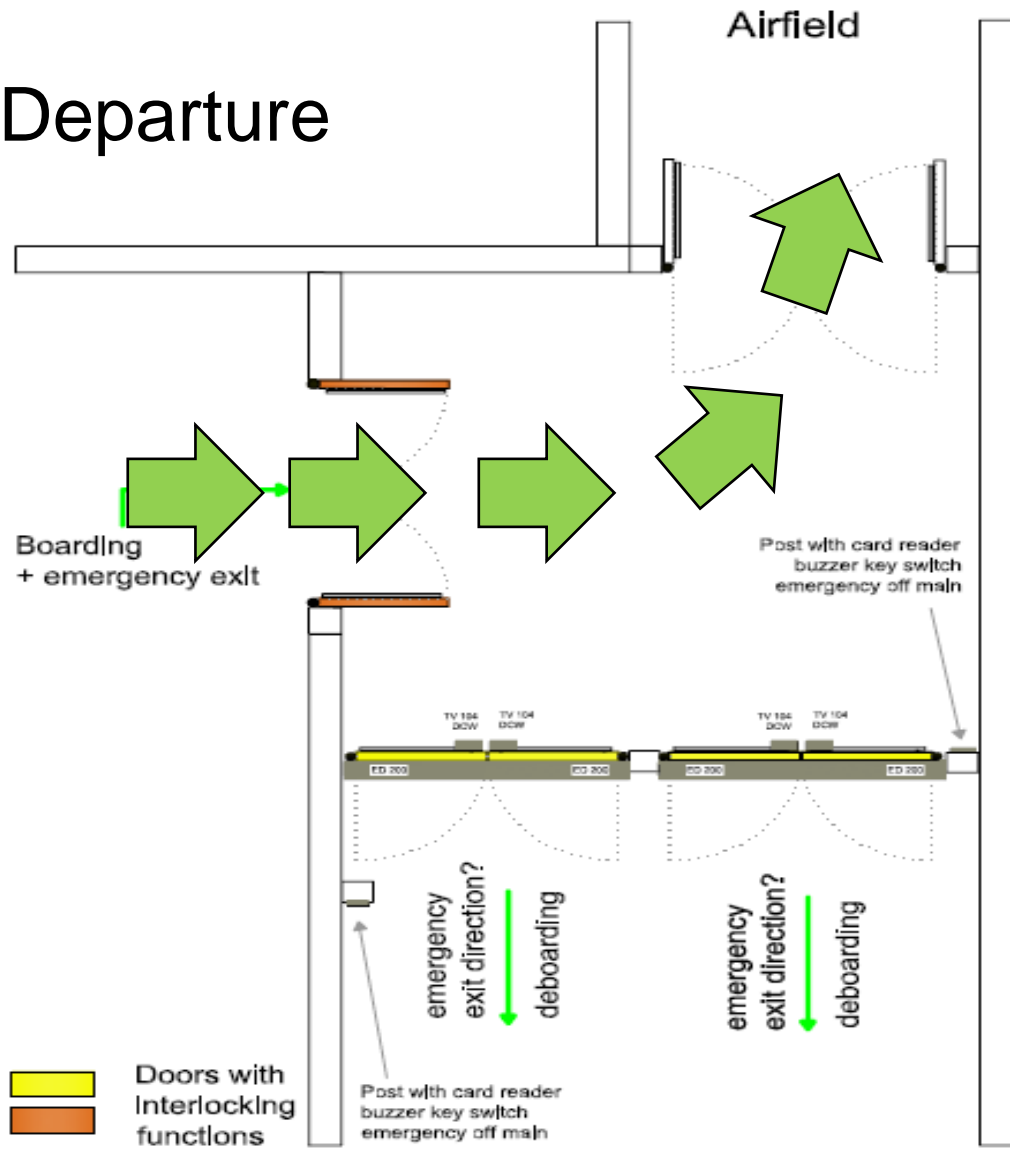 Airfield
Departure
Boarding
+ emergency exit
Post with card reader
buzzer key switch
emergency off main
TV 104
DCW
TV 104
DCW
TV 104
DCW
TV 104
DCW
ED 200
ED 200
ED 200
ED 200
emergency
exit direction?
deboarding
emergency
exit direction?
deboarding
Doors with
interlocking
functions
Post with card reader
buzzer key switch
emergency off main